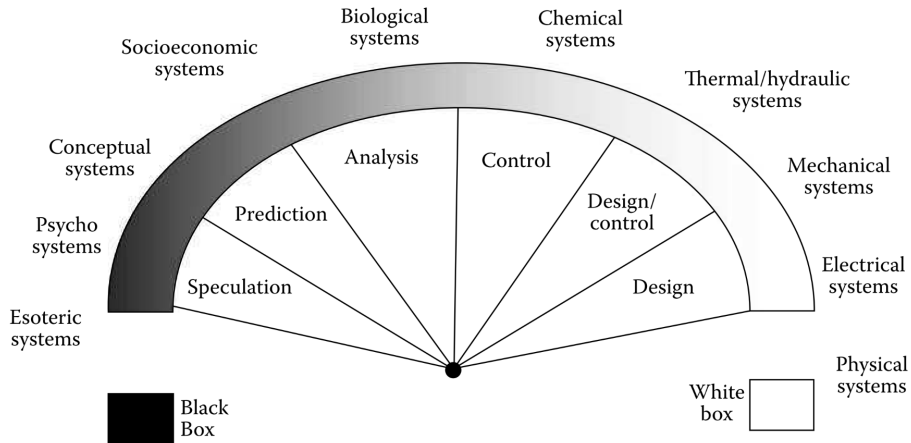 Biological
systems
Chemical
systems
Socioeconomic
systems
Thermal/hydraulic
systems
Conceptual
systems
Analysis
Control
Mechanical
systems
Psycho
systems
Prediction
Design/
control
Electrical
systems
Speculation
Design
Esoteric
systems
Physical
systems
Black
Box
White
box